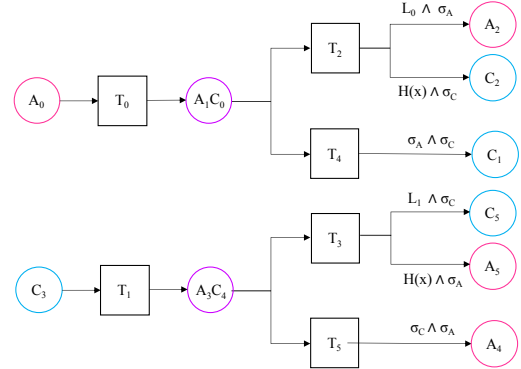 L₀ ∧ σ_A
A₂
T₂
A₀
T₀
A₁C₀
C₂
H(x) ∧ σ_C
T₄
σ_A ∧ σ_C
C₁
L₁ ∧ σ_C
C₅
T₃
C₃
T₁
A₃C₄
A₅
H(x) ∧ σ_A
T₅
σ_C ∧ σ_A
A₄